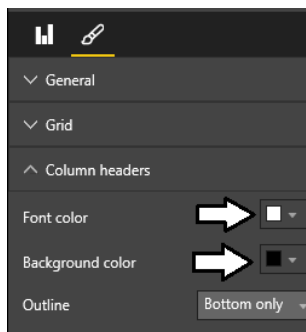 General
Grid
Column headers
Font color
Background color
Outline Bottom only